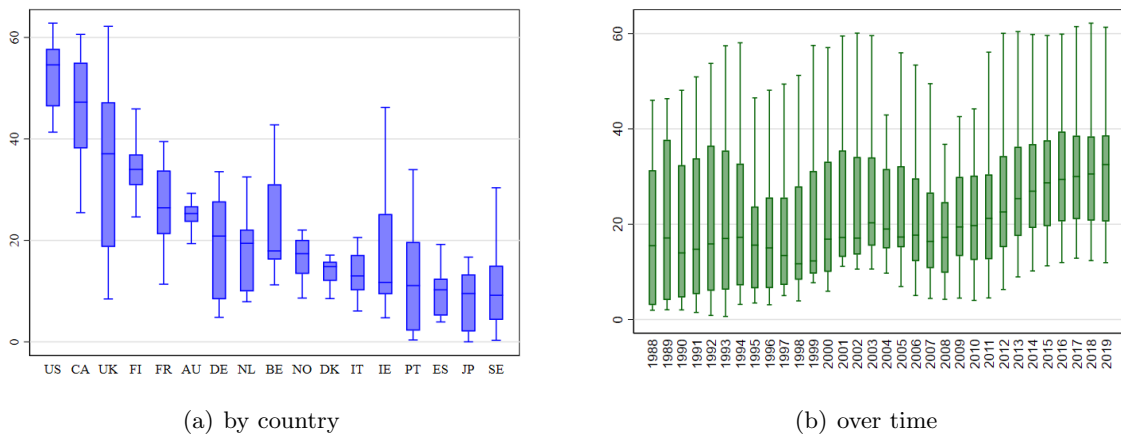 60
40
20
0
US CA UK FI FR AU DE NL BE NO DK IT IE PT ES JP SE
(a) by country
60
40
20
0
1988 1989 1990 1991 1992 1993 1994 1995 1996 1997 1998 1999 2000 2001 2002 2003 2004 2005 2006 2007 2008 2009 2010 2011 2012 2013 2014 2015 2016 2017 2018 2019
(b) over time